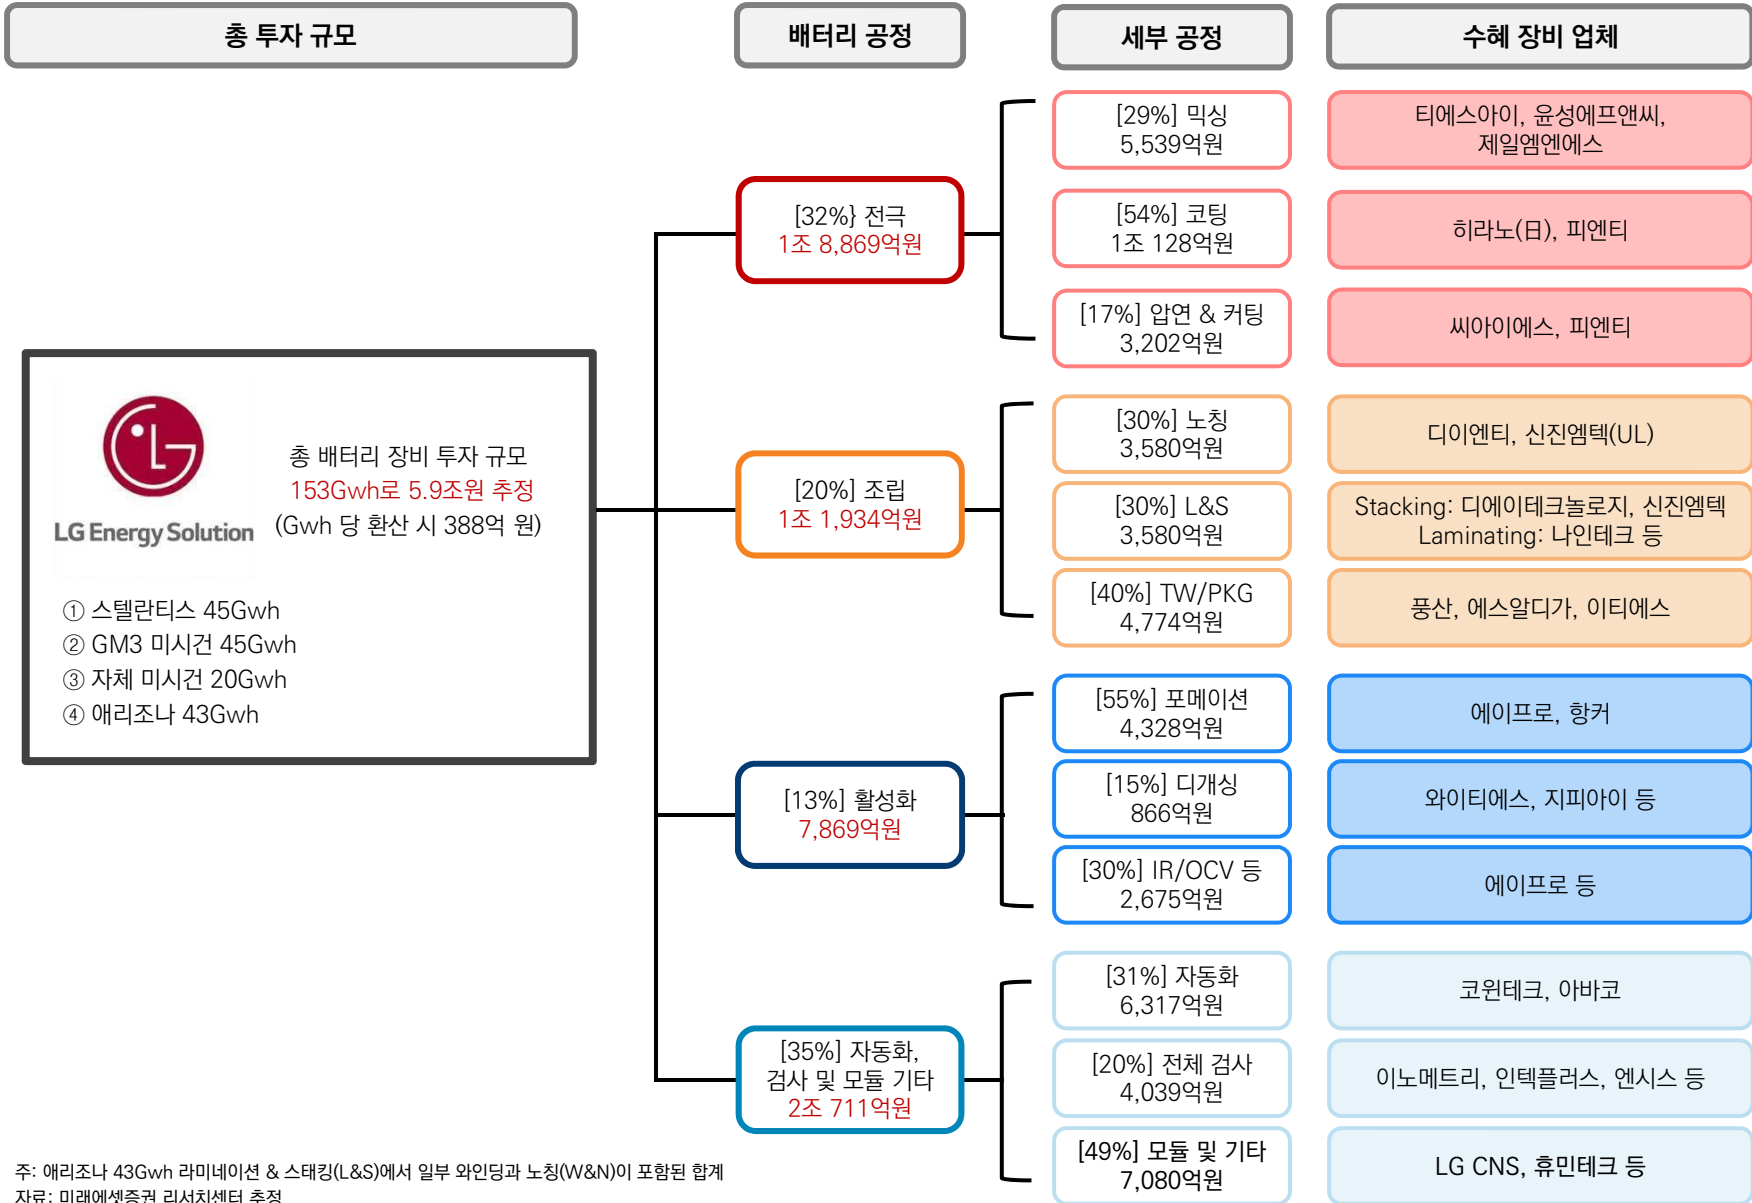 총 투자 규모
배터리 공정
세부 공정
수혜 장비 업체
LG
LG Energy Solution
총 배터리 장비 투자 규모
153Gwh로 5.9조원 추정
(Gwh 당 환산 시 388억 원)
① 스텔란티스 45Gwh
② GM3 미시건 45Gwh
③ 자체 미시건 20Gwh
④ 애리조나 43Gwh
[32%} 전극
1조 8,869억원
[29%] 믹싱
5,539억원
티에스아이, 윤성에프앤씨,
제일엠엔에스
[54%] 코팅
1조 128억원
히라노(日), 피엔티
[17%] 압연 & 커팅
3,202억원
씨아이에스, 피엔티
[20%] 조립
1조 1,934억원
[30%] 노칭
3,580억원
디이엔티, 신진엠텍(UL)
[30%] L&S
3,580억원
Stacking: 디에이테크놀로지, 신진엠텍
Laminating: 나인테크 등
[40%] TW/PKG
4,774억원
풍산, 에스알디가, 이티에스
[13%] 활성화
7,869억원
[55%] 포메이션
4,328억원
에이프로, 항커
[15%] 디개싱
866억원
와이티에스, 지피아이 등
[30%] IR/OCV 등
2,675억원
에이프로 등
[35%] 자동화,
검사 및 모듈 기타
2조 711억원
[31%] 자동화
6,317억원
코윈테크, 아바코
[20%] 전체 검사
4,039억원
이노메트리, 인텍플러스, 엔시스 등
[49%] 모듈 및 기타
7,080억원
LG CNS, 휴민테크 등
주: 애리조나 43Gwh 라미네이션 & 스태킹(L&S)에서 일부 와인딩과 노칭(W&N)이 포함된 합계
자료: 미래에셋증권 리서치센터 추정